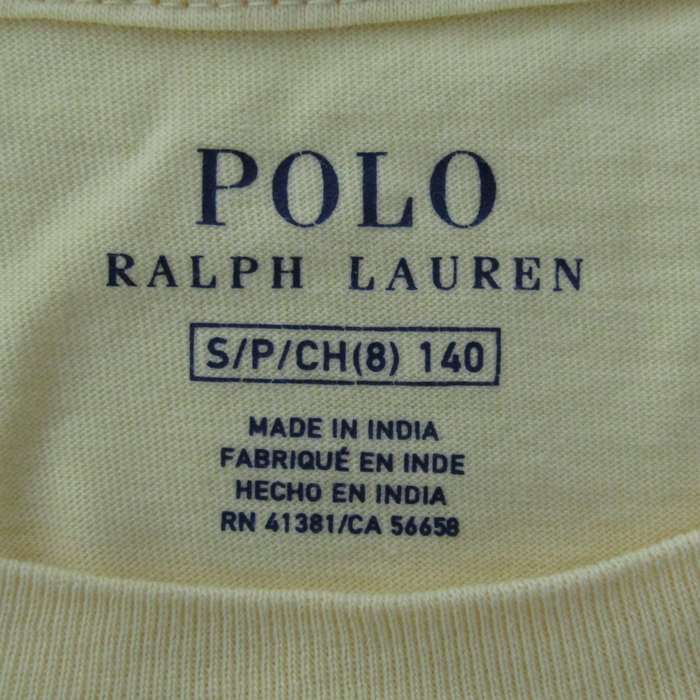 POLO
RALPH LAUREN
S/P/CH(8) 140
MADE IN INDIA
FABRIQUÉ EN INDE
HECHO EN INDIA
RN 41381/CA 56658